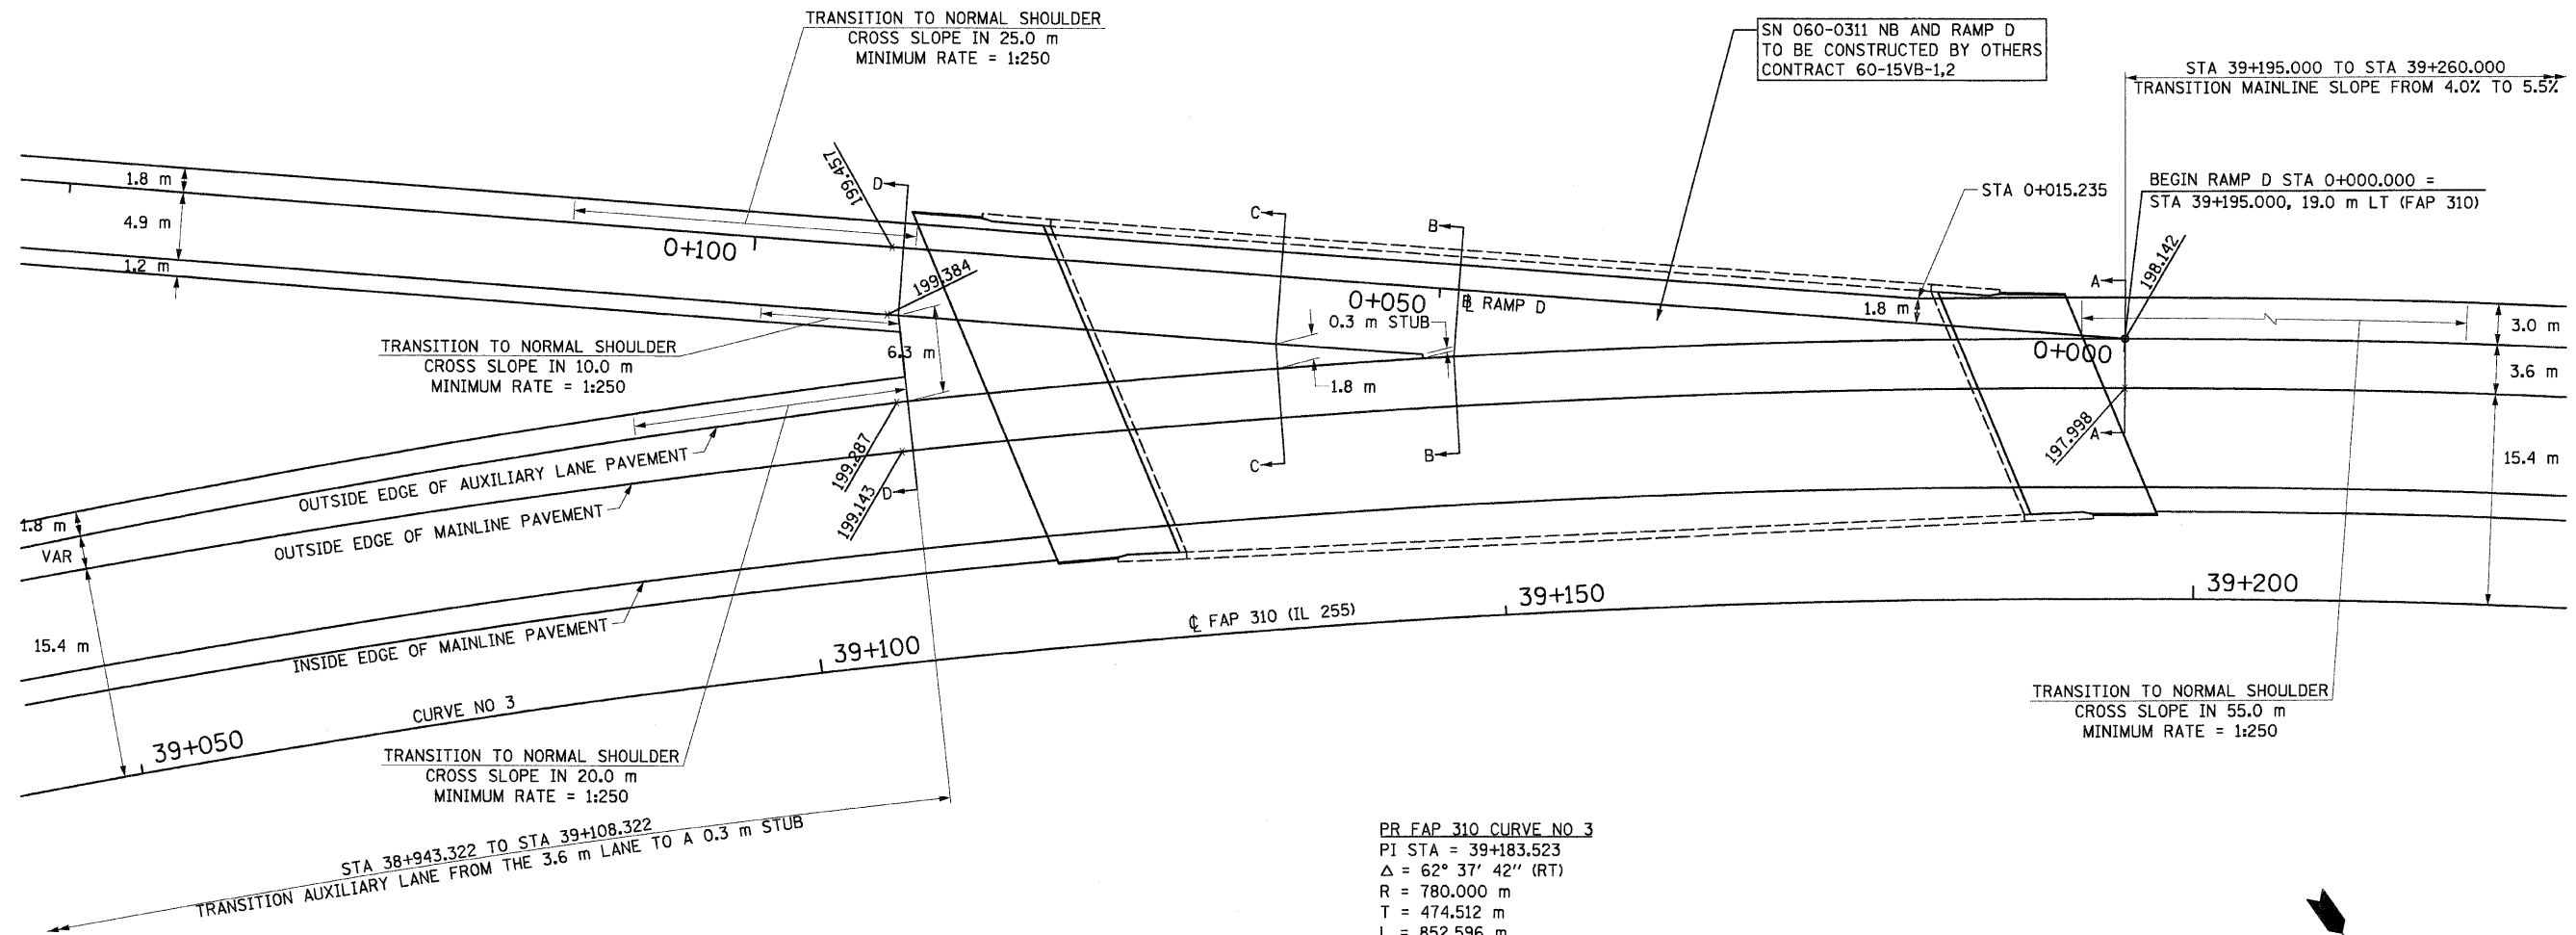 TRANSITION TO NORMAL SHOULDER
CROSS SLOPE IN 25.0 m
MINIMUM RATE = 1:250
SN 060-0311 NB AND RAMP D
TO BE CONSTRUCTED BY OTHERS
CONTRACT 60-15VB-1,2
STA 39+195.000 TO STA 39+260.000
TRANSITION MAINLINE SLOPE FROM 4.0% TO 5.5%
1.8 m
4.9 m
1.2 m
0+100
199.457
D
199.384
C
B
0+050
℄ RAMP D
0.3 m STUB
1.8 m
STA 0+015.235
BEGIN RAMP D STA 0+000.000 =
STA 39+195.000, 19.0 m LT (FAP 310)
198.142
A
1.8 m
0+000
3.0 m
3.6 m
15.4 m
TRANSITION TO NORMAL SHOULDER
CROSS SLOPE IN 10.0 m
MINIMUM RATE = 1:250
6.3 m
199.287
199.143
D
C
B
197.998
A
OUTSIDE EDGE OF AUXILIARY LANE PAVEMENT
OUTSIDE EDGE OF MAINLINE PAVEMENT
1.8 m
VAR
15.4 m
INSIDE EDGE OF MAINLINE PAVEMENT
CURVE NO 3
39+050
39+100
℄ FAP 310 (IL 255)
39+150
39+200
TRANSITION TO NORMAL SHOULDER
CROSS SLOPE IN 20.0 m
MINIMUM RATE = 1:250
TRANSITION TO NORMAL SHOULDER
CROSS SLOPE IN 55.0 m
MINIMUM RATE = 1:250
STA 38+943.322 TO STA 39+108.322
TRANSITION AUXILIARY LANE FROM THE 3.6 m LANE TO A 0.3 m STUB
PR FAP 310 CURVE NO 3
PI STA = 39+183.523
Δ = 62° 37' 42" (RT)
R = 780.000 m
T = 474.512 m
L = 852.596 m